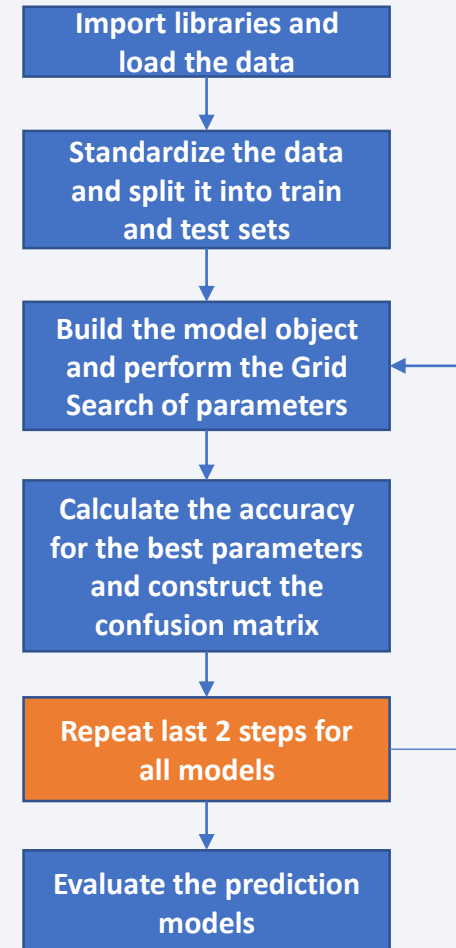 Import libraries and
load the data
Standardize the data
and split it into train
and test sets
Build the model object
and perform the Grid
Search of parameters
Calculate the accuracy
for the best parameters
and construct the
confusion matrix
Repeat last 2 steps for
all models
Evaluate the prediction
models